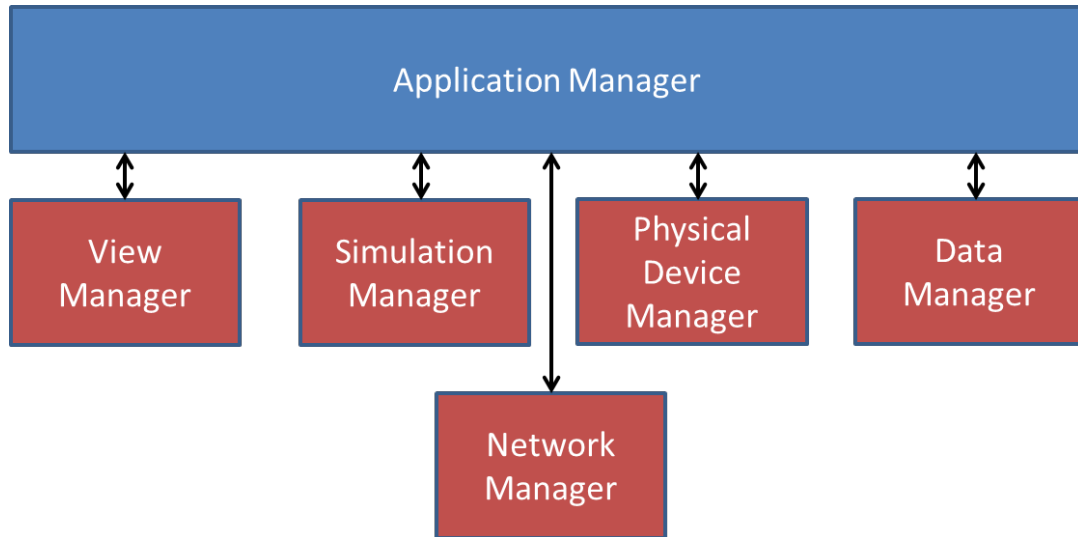 Application Manager
View
Manager
Simulation
Manager
Physical
Device
Manager
Data
Manager
Network
Manager